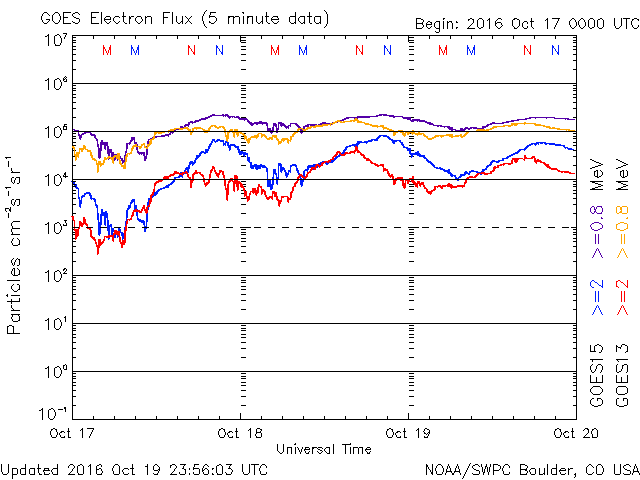 GOES Electron Flux (5 minute data)
Begin: 2016 Oct 17 0000 UTC
M M N N M M N N M M N N
10⁷
10⁶
10⁵
10⁴
10³
10²
10¹
10⁰
10⁻¹
Particles cm⁻²s⁻¹sr⁻¹
Oct 17 Oct 18 Oct 19 Oct 20
Universal Time
GOES15 >=2 >=0.8 MeV
GOES13 >=2 >=0.8 MeV
Updated 2016 Oct 19 23:56:03 UTC
NOAA/SWPC Boulder, CO USA